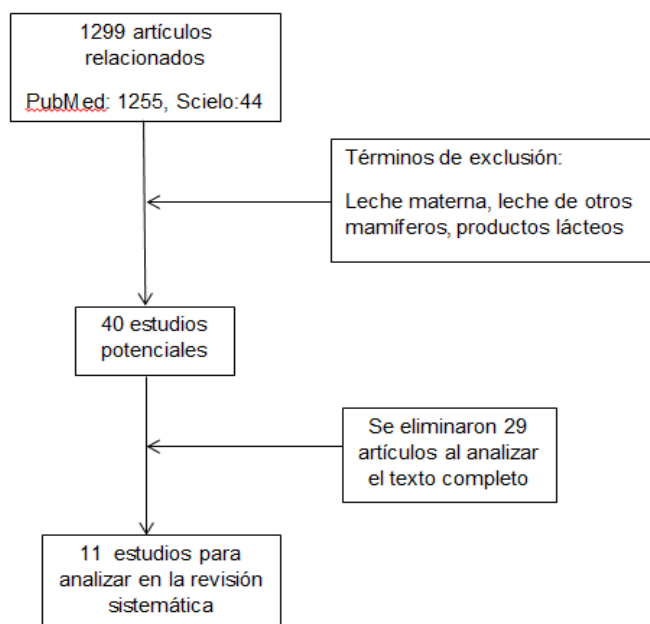 1299 artículos
relacionados
PubMed: 1255, Scielo:44
Términos de exclusión:
Leche materna, leche de otros
mamíferos, productos lácteos
40 estudios
potenciales
Se eliminaron 29
artículos al analizar
el texto completo
11 estudios para
analizar en la revisión
sistemática